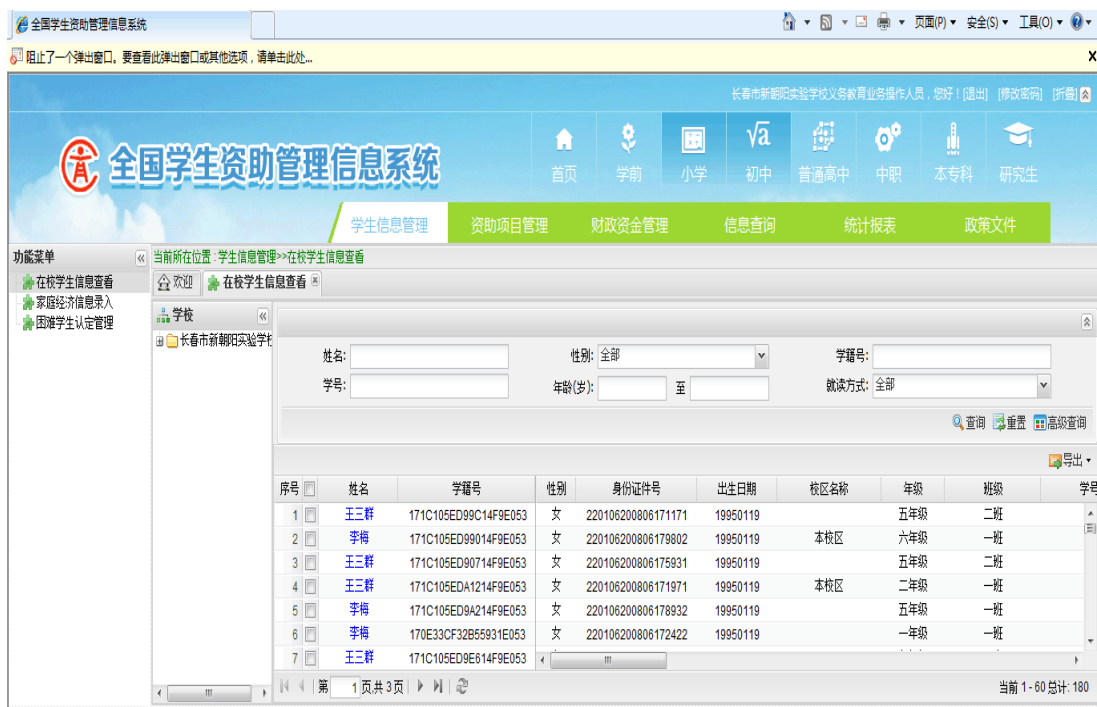 全国学生资助管理信息系统
页面(P) 安全(S) 工具(O)
阻止了一个弹出窗口。要查看此弹出窗口或其他选项，请单击此处...
长春市新朝阳实验学校义务教育业务操作人员，您好！[退出] [修改密码] [折叠]
全国学生资助管理信息系统
首页 学前 小学 初中 普通高中 中职 本专科 研究生
学生信息管理 资助项目管理 财政资金管理 信息查询 统计报表 政策文件
功能菜单
在校学生信息查看
家庭经济信息录入
困难学生认定管理
当前所在位置:学生信息管理>>在校学生信息查看
欢迎 在校学生信息查看
学校
长春市新朝阳实验学校
姓名: 性别: 全部 学籍号:
学号: 年龄(岁): 至 就读方式: 全部
查询 重置 高级查询
导出
序号 姓名 学籍号 性别 身份证件号 出生日期 校区名称 年级 班级 学号
1 王三群 171C105ED99C14F9E053 女 220106200806171171 19950119 五年级 二班
2 李梅 171C105ED99014F9E053 女 220106200806179802 19950119 本校区 六年级 一班
3 王三群 171C105ED90714F9E053 女 220106200806175931 19950119 五年级 二班
4 王三群 171C105EDA1214F9E053 女 220106200806171971 19950119 本校区 二年级 一班
5 李梅 171C105ED9A214F9E053 女 220106200806178932 19950119 五年级 一班
6 李梅 170E33CF32B55931E053 女 220106200806172422 19950119 一年级 一班
7 王三群 171C105ED9E614F9E053
第 1 页,共 3 页
当前 1 - 60 总计: 180